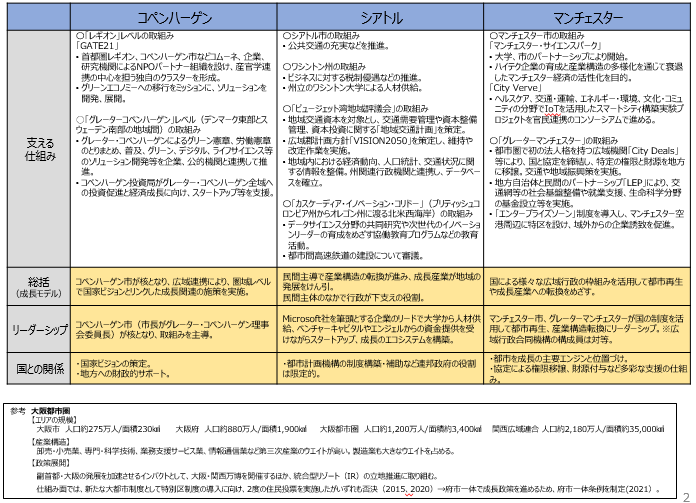 コペンハーゲン
シアトル
マンチェスター
支える
仕組み
○「レギオン」レベルの取組み
「GATE21」
・首都圏レギオン、コペンハーゲン市などコムーネ、企業、
研究機関によるNPOパートナー組織を設け、産官学連
携の中心を担う独自のクラスターを形成。
・グリーンエコノミーへの移行をミッションに、ソリューションを
開発、展開。
○「グレーターコペンハーゲン」レベル（デンマーク東部とス
ウェーデン南部の地域間）の取組み
・グレーター・コペンハーゲンによるグリーン憲章、労働憲章
のとりまとめ、普及、グリーン、デジタル、ライフサイエンス等
のソリューション開発等を企業、公的機関と連携して推
進。
・コペンハーゲン投資局がグレーター・コペンハーゲン全域へ
の投資促進と経済成長に向け、スタートアップ等を支援。
○シアトル市の取組み
・公共交通の充実などを推進。
○ワシントン州の取組み
・ビジネスに対する税制優遇などの推進。
・州立のワシントン大学による人材供給。
○「ピュージェット湾地域評議会」の取組み
・地域交通資本を対象とし、交通需要管理や資本整備
管理、資本投資に関する「地域交通計画」を策定。
・広域都計画方針「VISION2050」を策定し、維持や
改定作業を実施。
・地域内における経済動向、人口統計、交通状況に関
する情報を整備。州関連行政機関と連携し、データベー
スを確立。
○「カスケーディア・イノベーション・コリドー」（ブリティッシュコ
ロンビア州からオレゴン州に渡る北米西海岸）の取組み
・データサイエンス分野の共同研究や次世代のイノベーショ
ンリーダーの育成をめざす協働教育プログラムなどの教育
活動。
・都市間高速鉄道の建設について審議。
○マンチェスター市の取組み
「マンチェスター・サイエンスパーク」
・大学、市のパートナーシップにより開始。
・ハイテク企業の育成と産業構造の多様化を通じて衰退
したマンチェスター経済の活性化を目的。
「City Verve」
・ヘルスケア、交通・運輸、エネルギー・環境、文化・コミュニ
ティの分野でIoTを活用したスマートシティ構築実験プ
ロジェクトを官民連携のコンソーシアムで進める。
○「グレーターマンチェスター」の取組み
・都市圏で初の法人格を持つ広域機関「City Deals」
等により、国と協定を締結し、特定の権限と財源を地方
に移譲。交通や地域振興策を実施。
・地方自治体と民間のパートナーシップ「LEP」により、交
通網等の社会基盤整備や就業支援、生命科学分野
の基金設立等を実施。
・「エンタープライズゾーン」制度を導入し、マンチェスター空
港周辺に特区を設け、域外からの企業誘致を促進。
総括
（成長モデル）
コペンハーゲン市が核となり、広域連携により、圏域レベル
で国家ビジョンとリンクした成長関連の施策を実施。
民間主導で産業構造の転換が進み、成長産業が地域の
発展をけん引。
民間主体のなかで行政が下支えの役割。
国による様々な広域行政の枠組みを活用して都市再生
や成長産業への転換をめざす。
リーダーシップ
コペンハーゲン市（市長がグレーター・コペンハーゲン理事
会委員長）が核となり、取組みを主導。
Microsoft社を筆頭とする企業のリードで大学から人材供
給、ベンチャーキャピタルやエンジェルからの資金提供を受
けながらスタートアップ、成長のエコシステムを構築。
マンチェスター市、グレーターマンチェスターが国の制度を活
用して都市再生、産業構造転換にリーダーシップ。※広
域行政合同機構の構成員は対等。
国との関係
・国家ビジョンの策定。
・地方への財政的サポート。
・都市計画機構の制度構築・補助など連邦政府の役割
は限定的。
・都市を成長の主要エンジンと位置づけ。
・協定による権限移譲、財源付与など多彩な支援の仕組
み。
参考　大阪都市圏
【エリアの規模】
大阪市　人口約275万人/面積230㎢　大阪府　人口約880万人/面積1,900㎢　大阪都市圏　人口約1,200万人/面積約3,400㎢　関西広域連合 人口約2,180万人/面積約35,000㎢
【産業構造】
卸売・小売業、専門・科学技術、業務支援サービス業、情報通信業など第三次産業のウエイトが高い。製造業も大きなウエイトを占める。
【政策展開】
副首都・大阪の発展を加速させるインパクトとして、大阪・関西万博を開催するほか、統合型リゾート（IR）の立地推進に取り組む。
仕組み面では、新たな大都市制度として特別区制度の導入に向け、2度の住民投票を実施したがいずれも否決（2015、2020）→府市一体で成長政策を進めるため、府市一体条例を制定(2021) 。
2